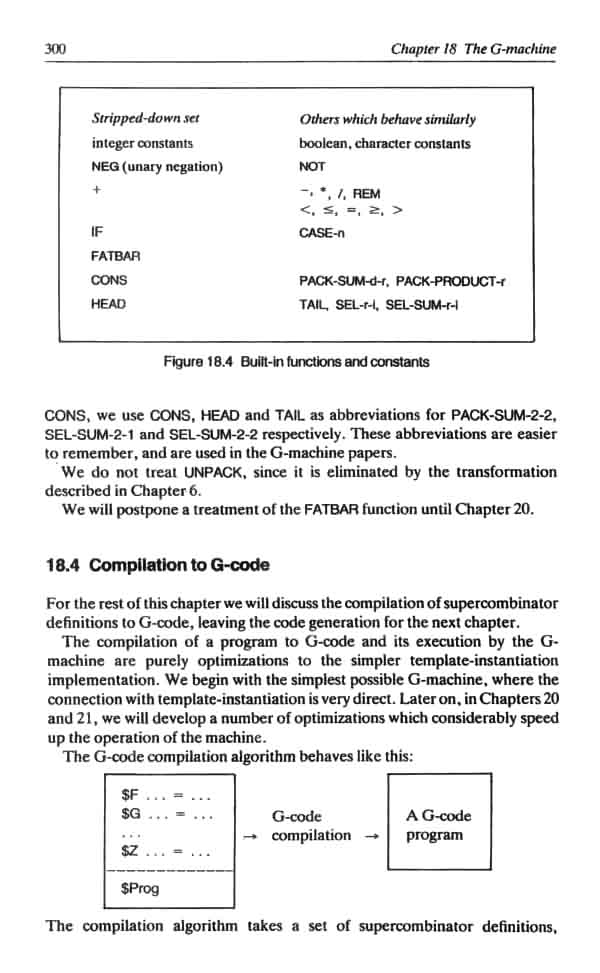 300 Chapter 18 The G-machine
Stripped-down set Others which behave similarly
integer constants boolean, character constants
NEG (unary negation) NOT
+ −, *, /, REM
<, ≤, =, ≥, >
IF CASE-n
FATBAR
CONS PACK-SUM-d-r, PACK-PRODUCT-r
HEAD TAIL, SEL-r-i, SEL-SUM-r-i
Figure 18.4 Built-in functions and constants
CONS, we use CONS, HEAD and TAIL as abbreviations for PACK-SUM-2-2,
SEL-SUM-2-1 and SEL-SUM-2-2 respectively. These abbreviations are easier
to remember, and are used in the G-machine papers.
We do not treat UNPACK, since it is eliminated by the transformation
described in Chapter 6.
We will postpone a treatment of the FATBAR function until Chapter 20.
18.4 Compilation to G-code
For the rest of this chapter we will discuss the compilation of supercombinator
definitions to G-code, leaving the code generation for the next chapter.
The compilation of a program to G-code and its execution by the G-
machine are purely optimizations to the simpler template-instantiation
implementation. We begin with the simplest possible G-machine, where the
connection with template-instantiation is very direct. Later on, in Chapters 20
and 21, we will develop a number of optimizations which considerably speed
up the operation of the machine.
The G-code compilation algorithm behaves like this:
$F ... = ...
$G ... = ... G-code A G-code
... → compilation → program
$Z ... = ...
$Prog
The compilation algorithm takes a set of supercombinator definitions,